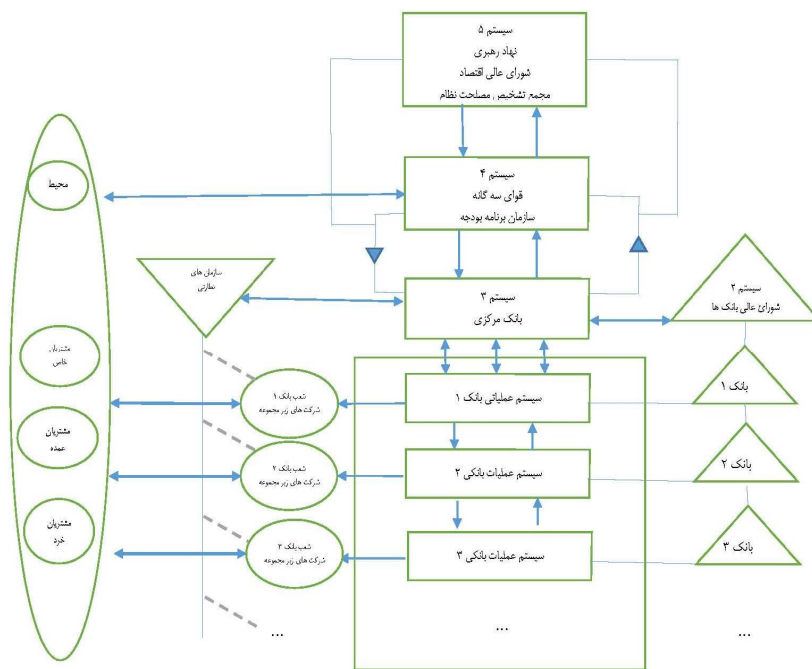 سیستم ۵
نهاد رهبری
شورای عالی اقتصاد
مجمع تشخیص مصلحت نظام
سیستم ۴
قوای سه گانه
سازمان برنامه بودجه
محیط
سازمان های
نظارتی
سیستم ۳
بانک مرکزی
سیستم ۲
شورائ عالی بانک ها
مشتریان
خاص
شعب بانک ۱
شرکت های زیر مجموعه
سیستم عملیاتی بانک ۱
بانک ۱
مشتریان
عمده
شعب بانک ۲
شرکت های زیر مجموعه
سیستم عملیات بانکی ۲
بانک ۲
مشتریان
خرد
شعب بانک ۳
شرکت های زیر مجموعه
سیستم عملیات بانکی ۳
بانک ۳
...
...
...